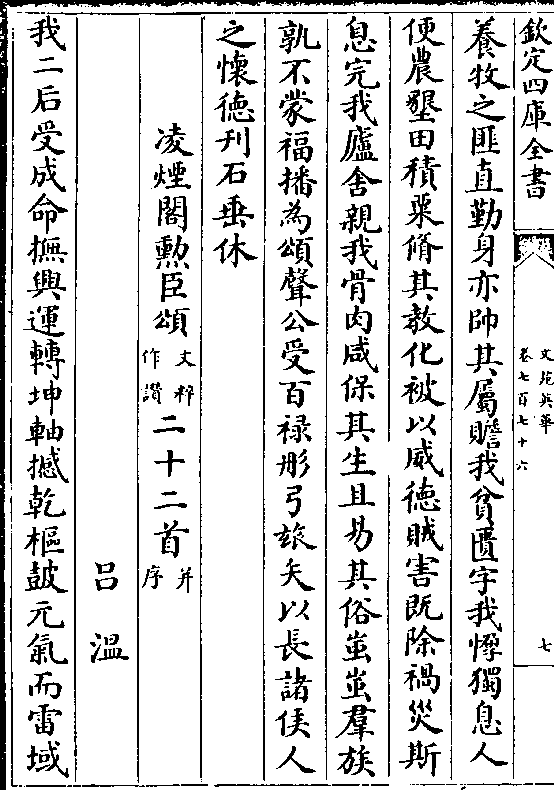 欽定四庫全書
文苑英華
卷七百七十六
七
養牧之匪直勤身亦帥其屬贍我貧匱字我惸獨息人
便農墾田積粟脩其教化被以威德賊害既除禍災斯
息完我廬舍親我骨肉咸保其生且易其俗蚩蚩羣族
孰不蒙福播為頌聲公受百禄彤弓玈矢以長諸侯人
之懷德刋石垂休
凌煙閣勲臣頌文粹作讃二十二首并序
吕溫
我二后受成命撫興運轉坤軸撼乾樞鼓元氣而雷域